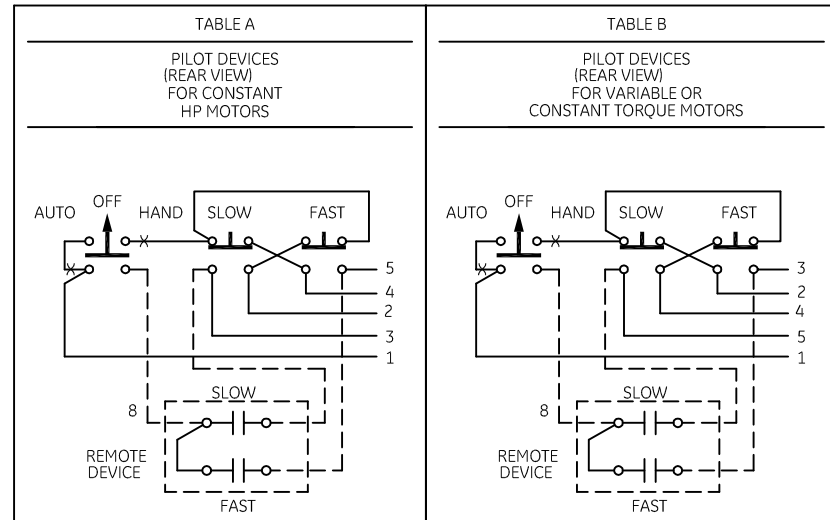 TABLE A
PILOT DEVICES
(REAR VIEW)
FOR CONSTANT
HP MOTORS
AUTO OFF HAND SLOW FAST
5
4
2
3
1
SLOW
8
REMOTE
DEVICE
FAST
TABLE B
PILOT DEVICES
(REAR VIEW)
FOR VARIABLE OR
CONSTANT TORQUE MOTORS
AUTO OFF HAND SLOW FAST
3
2
4
5
1
SLOW
8
REMOTE
DEVICE
FAST